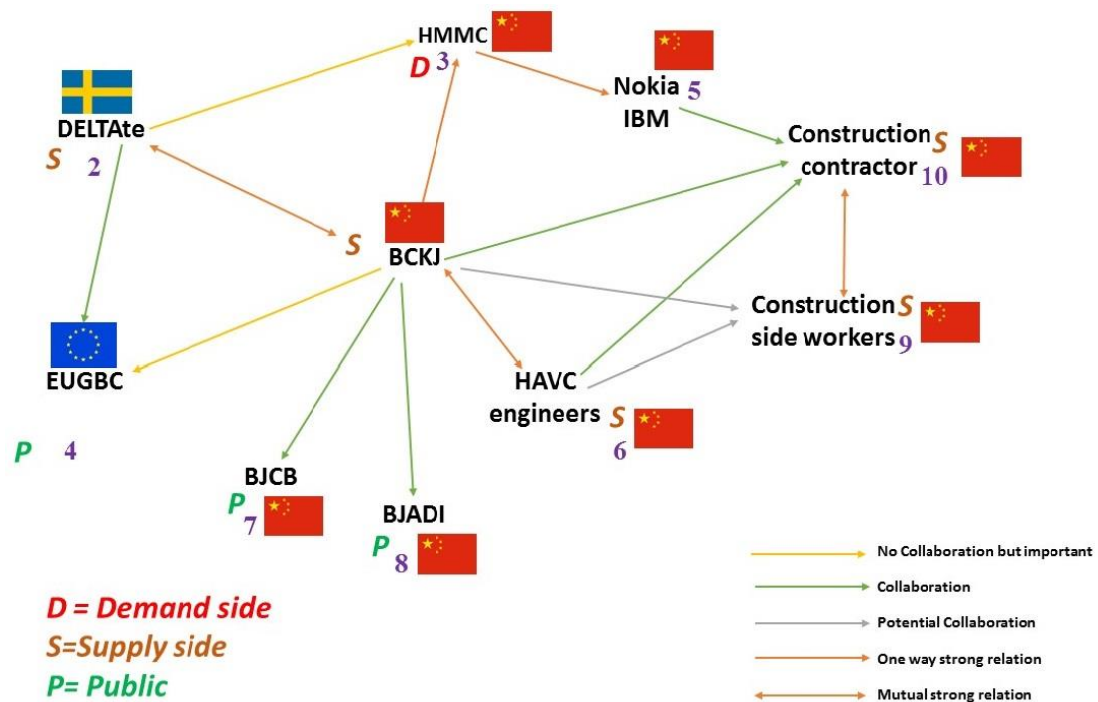 HMMC
D 3
Nokia 5
IBM
DELTAte
S 2
Construction S
contractor 10
S
BCKJ
Construction S
side workers 9
EUGBC
HAVC
engineers S
6
P 4
BJCB
P 7
BJADI
P 8
No Collaboration but important
Collaboration
Potential Collaboration
One way strong relation
Mutual strong relation
D = Demand side
S=Supply side
P= Public